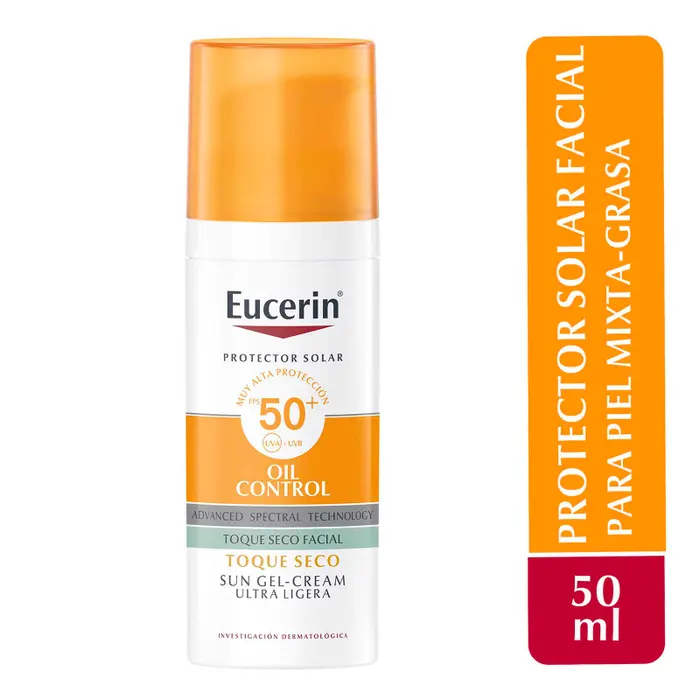 Eucerin®
PROTECTOR SOLAR
MUY ALTA PROTECCIÓN
FPS 50+
UVA + UVB
OIL
CONTROL
ADVANCED SPECTRAL TECHNOLOGY
TOQUE SECO FACIAL
TOQUE SECO
SUN GEL-CREAM
ULTRA LIGERA
INVESTIGACIÓN DERMATOLÓGICA
PROTECTOR SOLAR FACIAL
PARA PIEL MIXTA-GRASA
50
ml